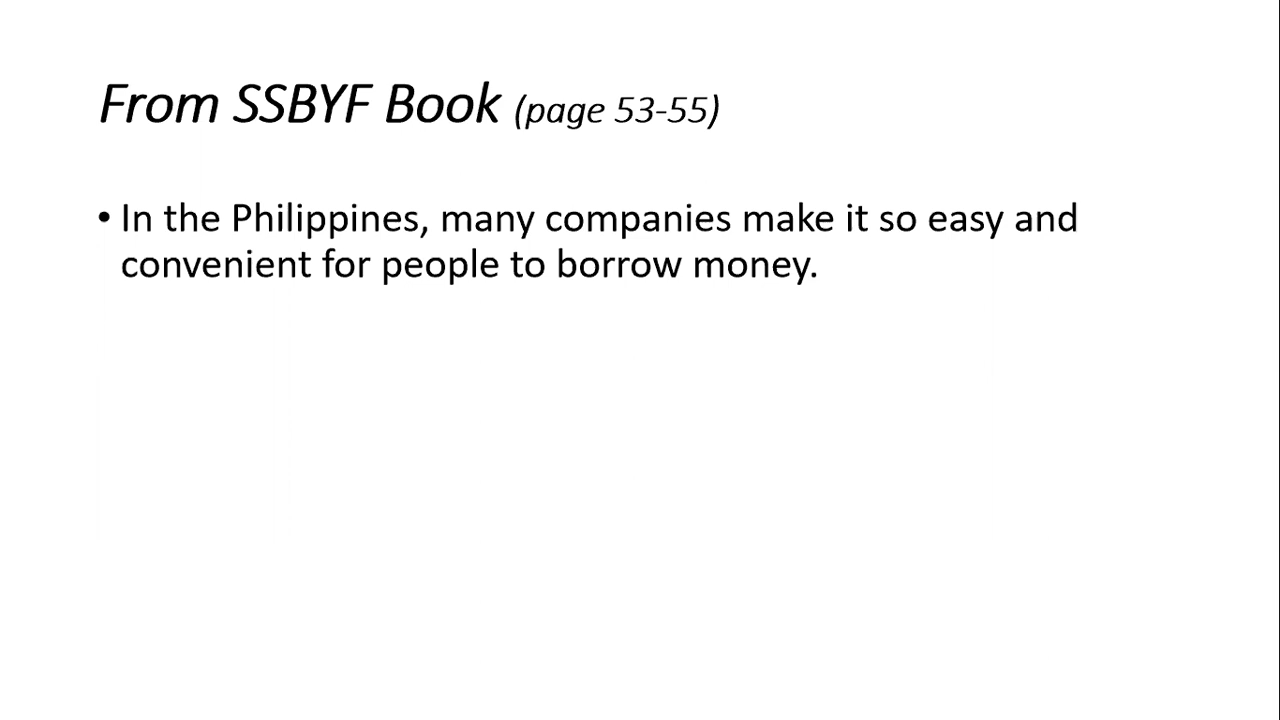 From SSBYF Book (page 53-55)
• In the Philippines, many companies make it so easy and
convenient for people to borrow money.